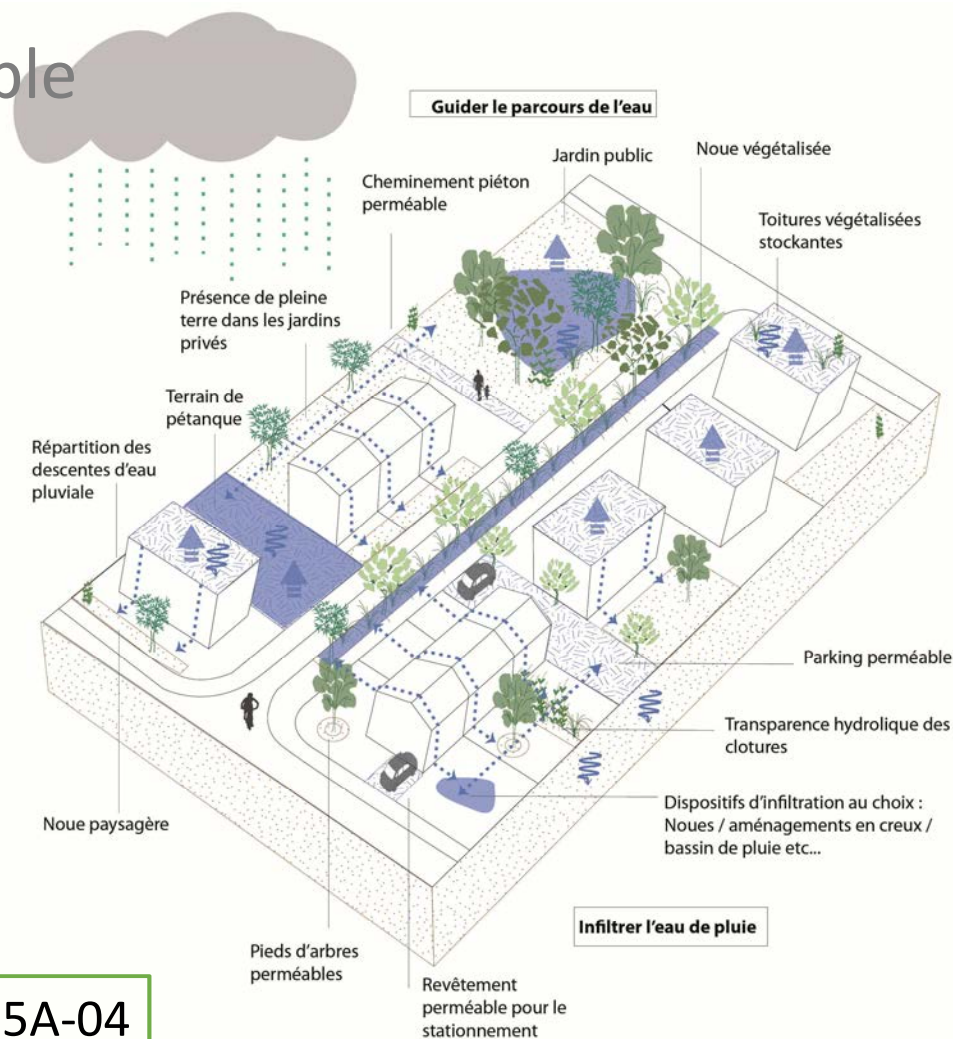 ble
Guider le parcours de l'eau
Jardin public
Noue végétalisée
Cheminement piéton
perméable
Toitures végétalisées
stockantes
Présence de pleine
terre dans les jardins
privés
Terrain de
pétanque
Répartition des
descentes d'eau
pluviale
Parking perméable
Transparence hydrolique des
clotures
Dispositifs d'infiltration au choix :
Noues / aménagements en creux /
bassin de pluie etc...
Noue paysagère
Infiltrer l'eau de pluie
Pieds d'arbres
perméables
Revêtement
perméable pour le
stationnement
5A-04